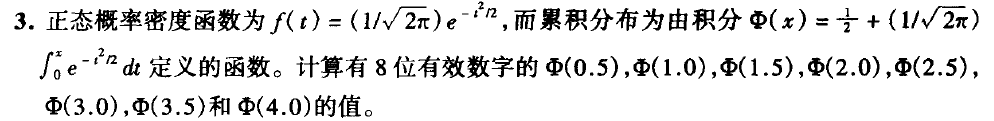 3. 正态概率密度函数为 f(t) = (1/√2π) e^{-t²/2}, 而累积分布为由积分 Φ(x) = 1/2 + (1/√2π)
∫₀ˣ e^{-t²/2} dt 定义的函数。计算有 8 位有效数字的 Φ(0.5),Φ(1.0),Φ(1.5),Φ(2.0),Φ(2.5),
Φ(3.0),Φ(3.5)和 Φ(4.0)的值。